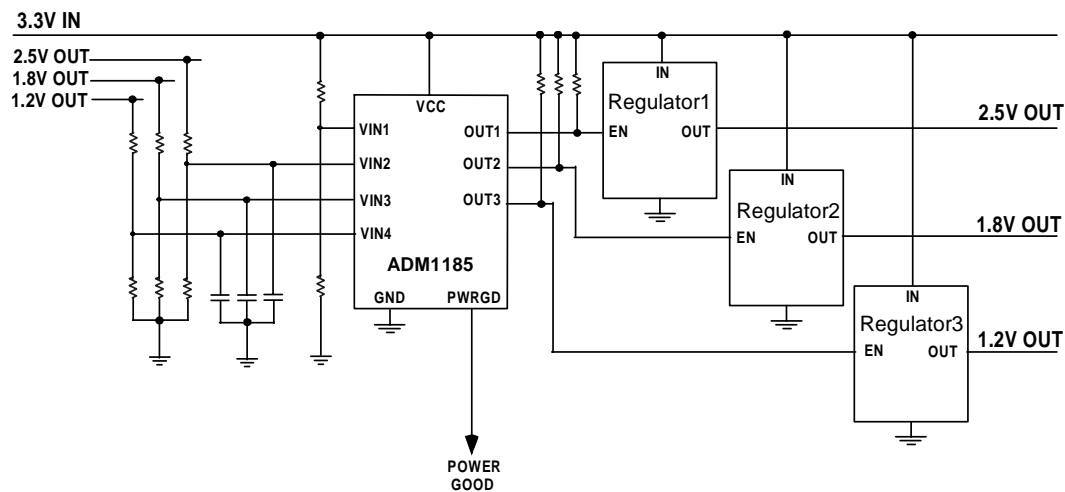 3.3V IN
2.5V OUT
1.8V OUT
1.2V OUT
VCC
VIN1
VIN2
VIN3
VIN4
OUT1
OUT2
OUT3
ADM1185
GND
PWRGD
POWER
GOOD
IN
Regulator1
EN
OUT
2.5V OUT
IN
Regulator2
EN
OUT
1.8V OUT
IN
Regulator3
EN
OUT
1.2V OUT